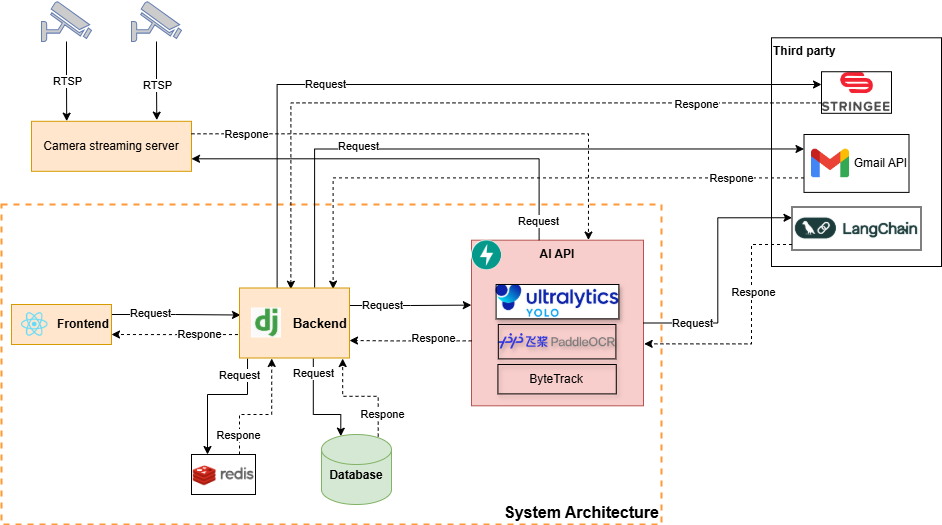 RTSP
RTSP
Third party
Request
STRINGEE
Respone
Camera streaming server
Respone
Request
Gmail API
Respone
Request
LangChain
AI API
ultralytics
YOLO
Respone
Frontend
Request
Respone
dj
Backend
Request
Respone
飞桨 PaddleOCR
Request
ByteTrack
Request
Request
Respone
Respone
redis
Database
System Architecture